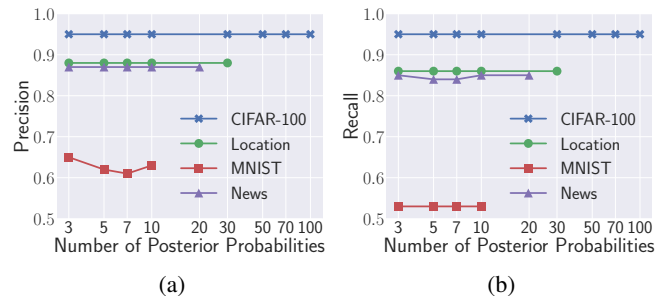 1.0
0.9
0.8
0.7
0.6
0.5
Precision
CIFAR-100
Location
MNIST
News
3 5 7 10 20 30 50 70 100
Number of Posterior Probabilities
(a)
1.0
0.9
0.8
0.7
0.6
0.5
Recall
CIFAR-100
Location
MNIST
News
3 5 7 10 20 30 50 70 100
Number of Posterior Probabilities
(b)